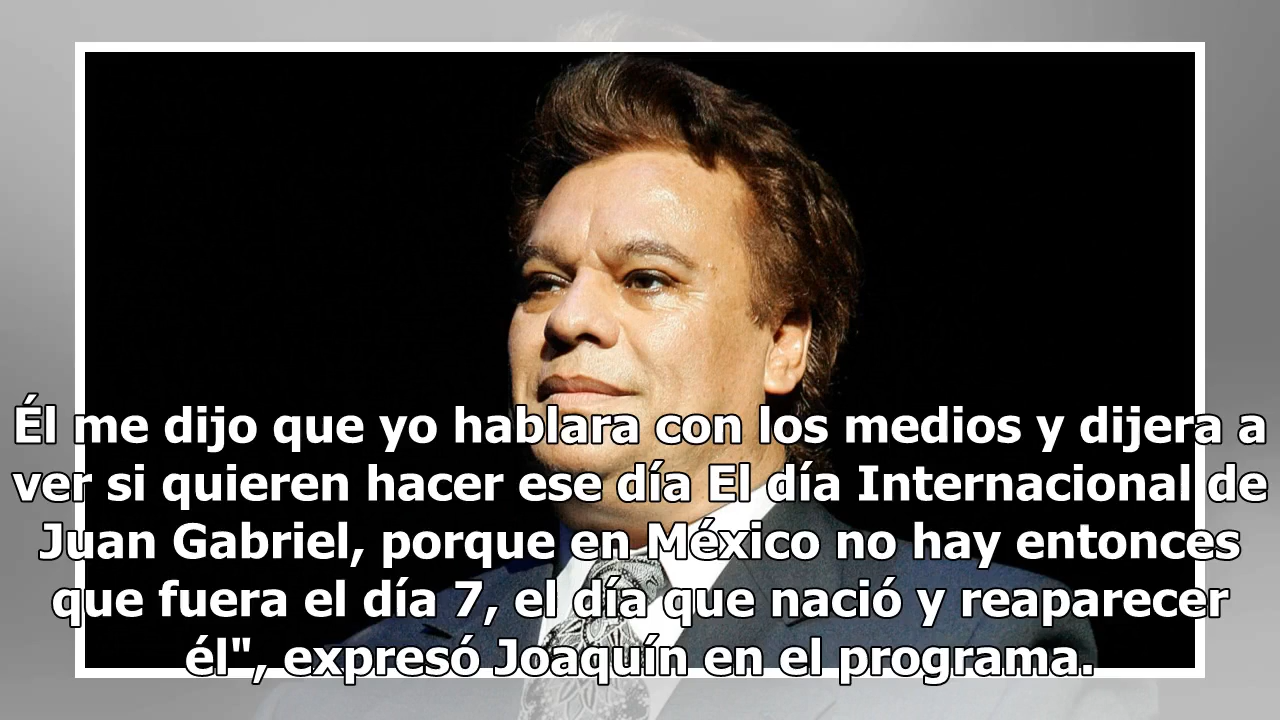 Él me dijo que yo hablara con los medios y dijera a
ver si quieren hacer ese día El día Internacional de
Juan Gabriel, porque en México no hay entonces
que fuera el día 7, el día que nació y reaparecer
él", expresó Joaquín en el programa.